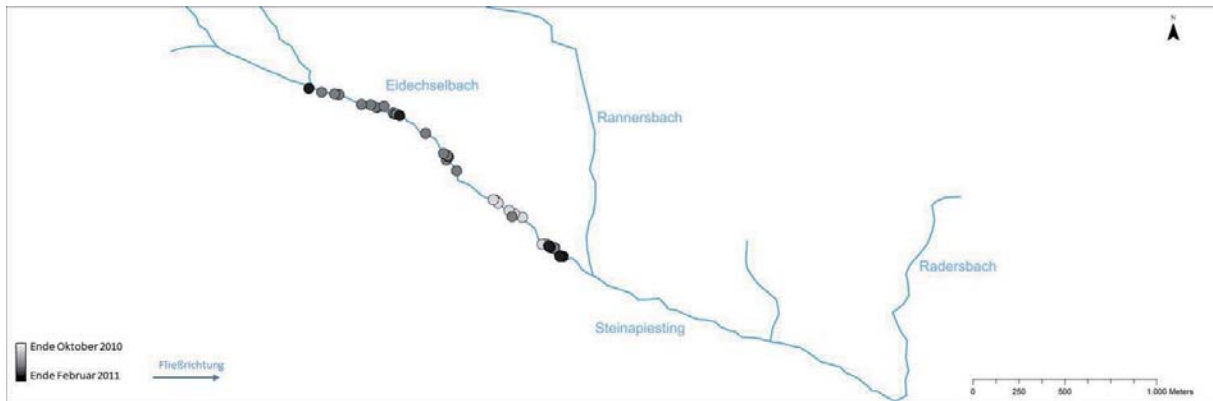 N
Eidechselbach
Rannersbach
Radersbach
Steinapiesting
Ende Oktober 2010
Ende Februar 2011
Fließrichtung
0 250 500 1 000 Meters